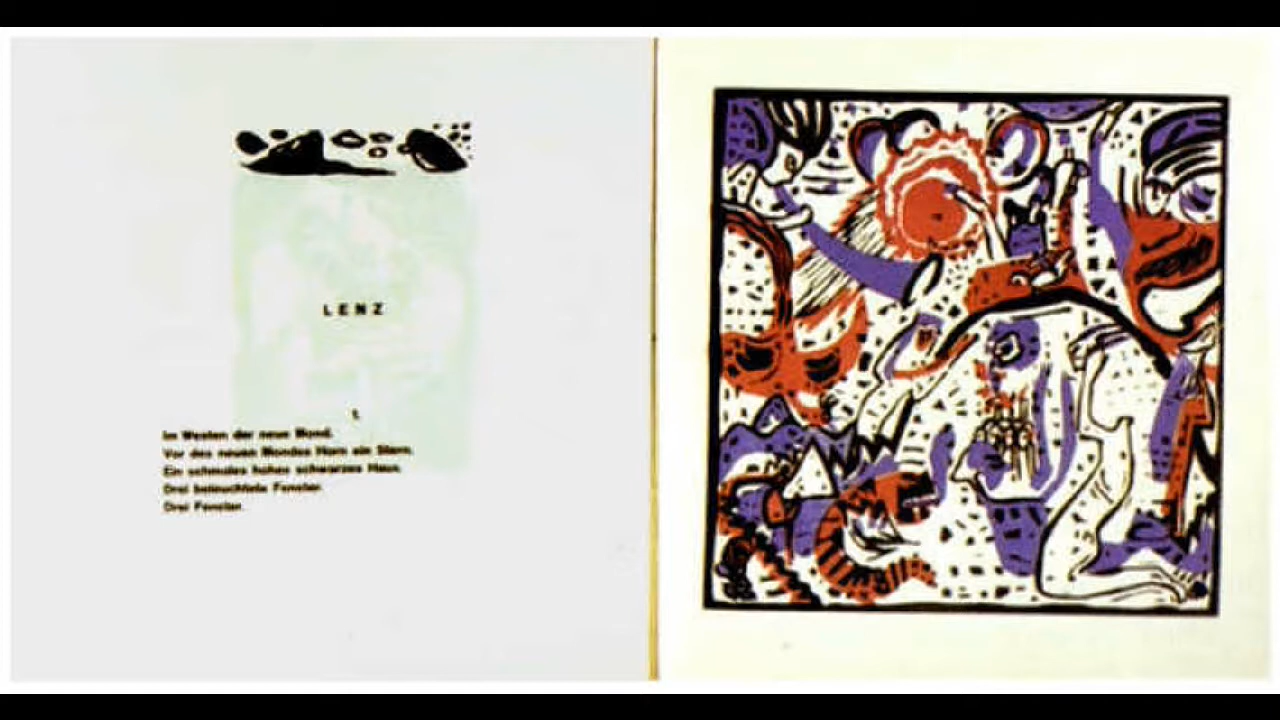 LENZ
1.
Im Westen der neue Mond.
Vor des neuen Mondes Horn ein Stern.
Ein schmales hohes schwarzes Haus.
Drei beleuchtete Fenster.
Drei Fenster.